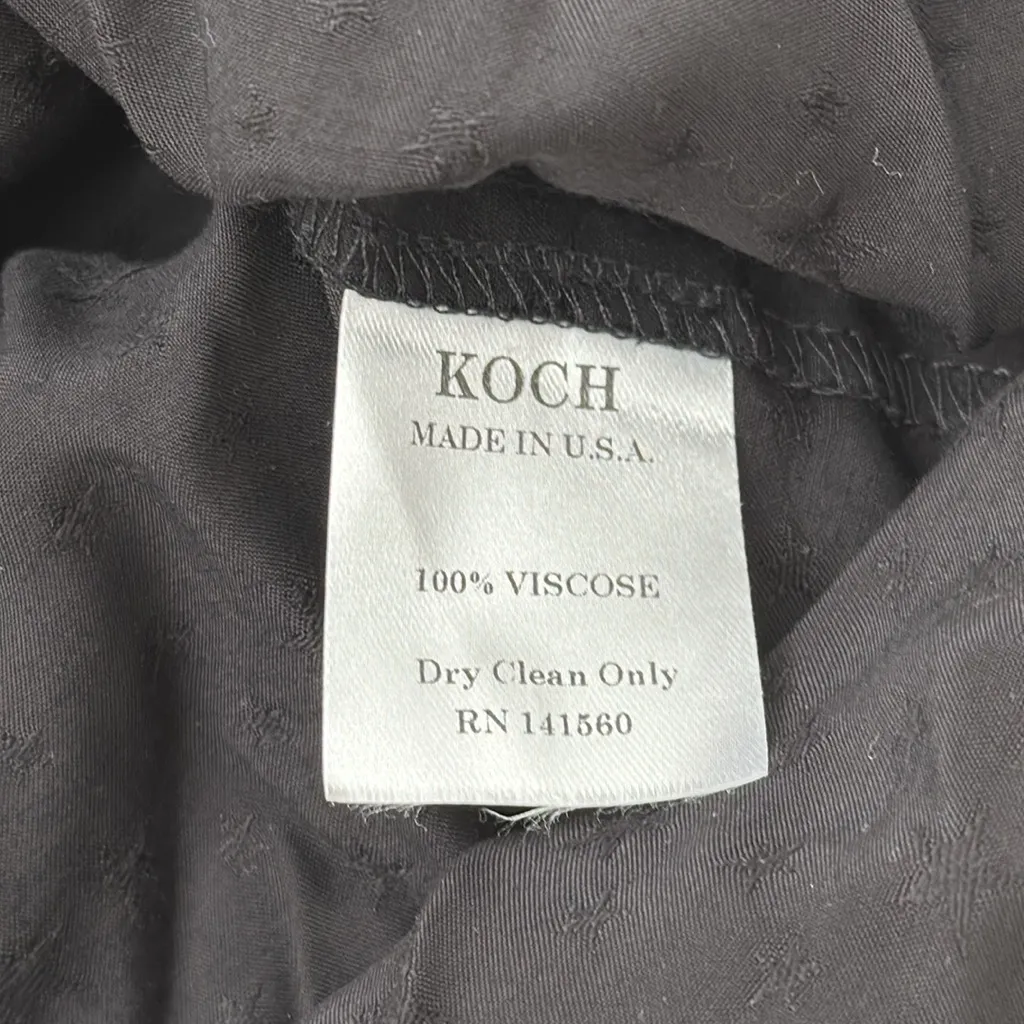 KOCH
MADE IN U.S.A.
100% VISCOSE
Dry Clean Only
RN 141560